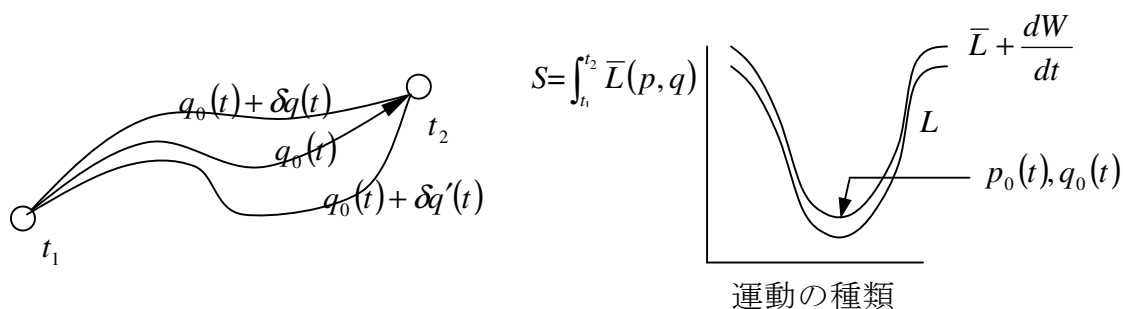 q₀(t) + δq(t)
q₀(t)
q₀(t) + δq′(t)
t₁
t₂
S=∫_{t₁}^{t₂} L̅(p, q)
L̅ + dW/dt
L
p₀(t), q₀(t)
運動の種類